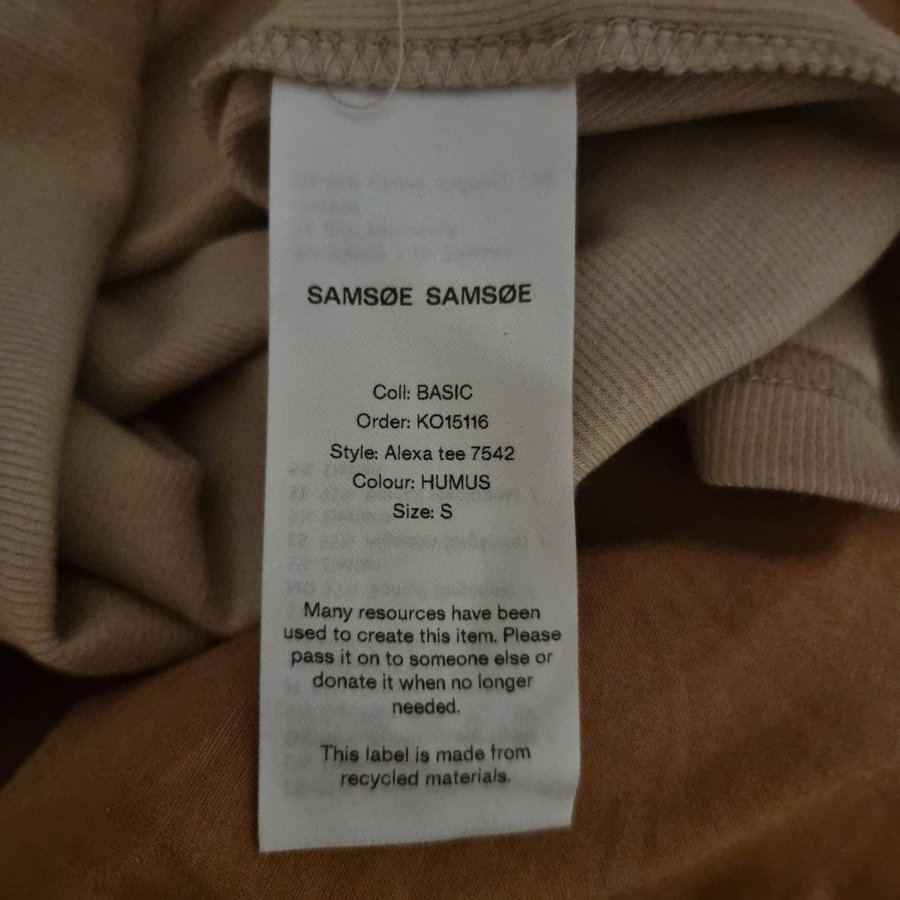 SAMSØE SAMSØE
Coll: BASIC
Order: KO15116
Style: Alexa tee 7542
Colour: HUMUS
Size: S
Many resources have been
used to create this item. Please
pass it on to someone else or
donate it when no longer
needed.
This label is made from
recycled materials.